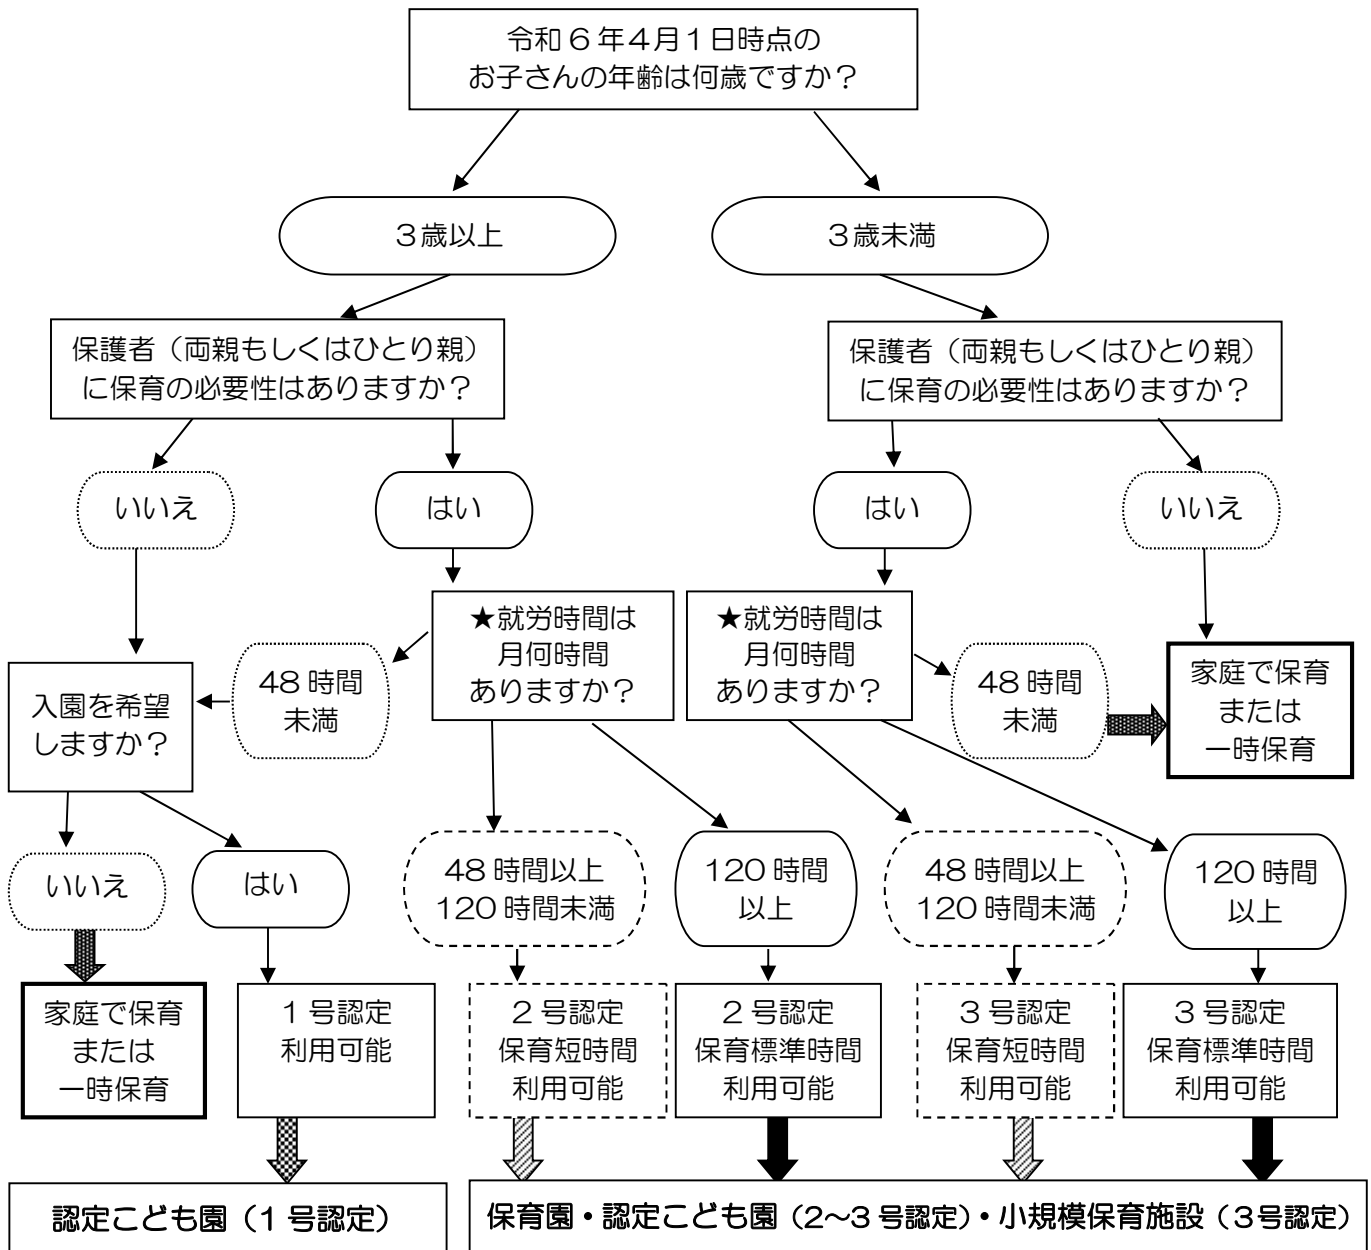 令和６年４月１日時点の
お子さんの年齢は何歳ですか？
３歳以上
３歳未満
保護者（両親もしくはひとり親）
に保育の必要性はありますか？
保護者（両親もしくはひとり親）
に保育の必要性はありますか？
いいえ
はい
はい
いいえ
★就労時間は
月何時間
ありますか？
★就労時間は
月何時間
ありますか？
48 時間
未満
48 時間
未満
家庭で保育
または
一時保育
入園を希望
しますか？
いいえ
はい
48 時間以上
120 時間未満
120 時間
以上
48 時間以上
120 時間未満
120 時間
以上
家庭で保育
または
一時保育
１号認定
利用可能
２号認定
保育短時間
利用可能
２号認定
保育標準時間
利用可能
３号認定
保育短時間
利用可能
３号認定
保育標準時間
利用可能
認定こども園（１号認定）
保育園・認定こども園（2～3 号認定）・小規模保育施設（３号認定）